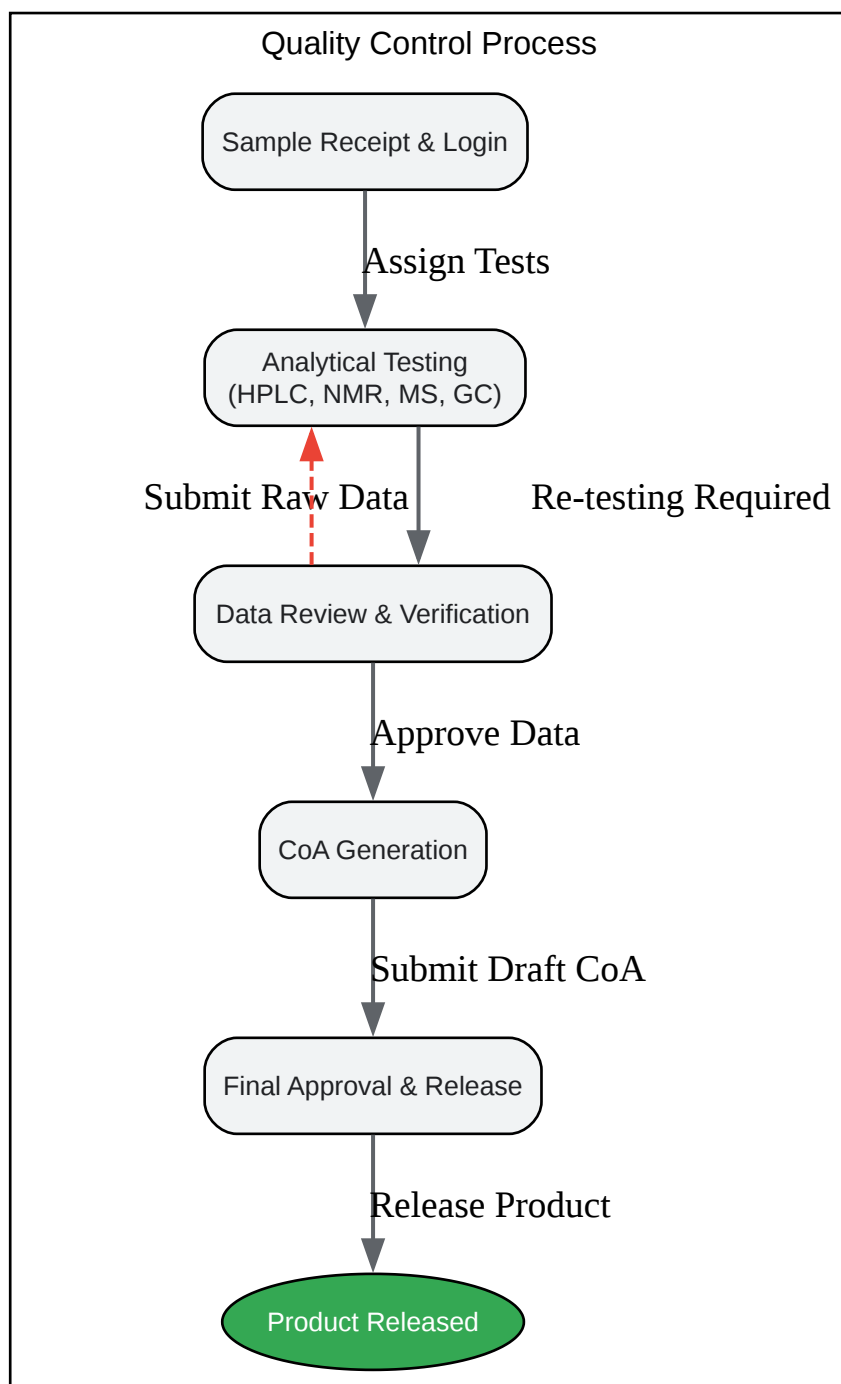 Quality Control Process
Sample Receipt & Login
Assign Tests
Analytical Testing
(HPLC, NMR, MS, GC)
Submit Raw Data
Re-testing Required
Data Review & Verification
Approve Data
CoA Generation
Submit Draft CoA
Final Approval & Release
Release Product
Product Released